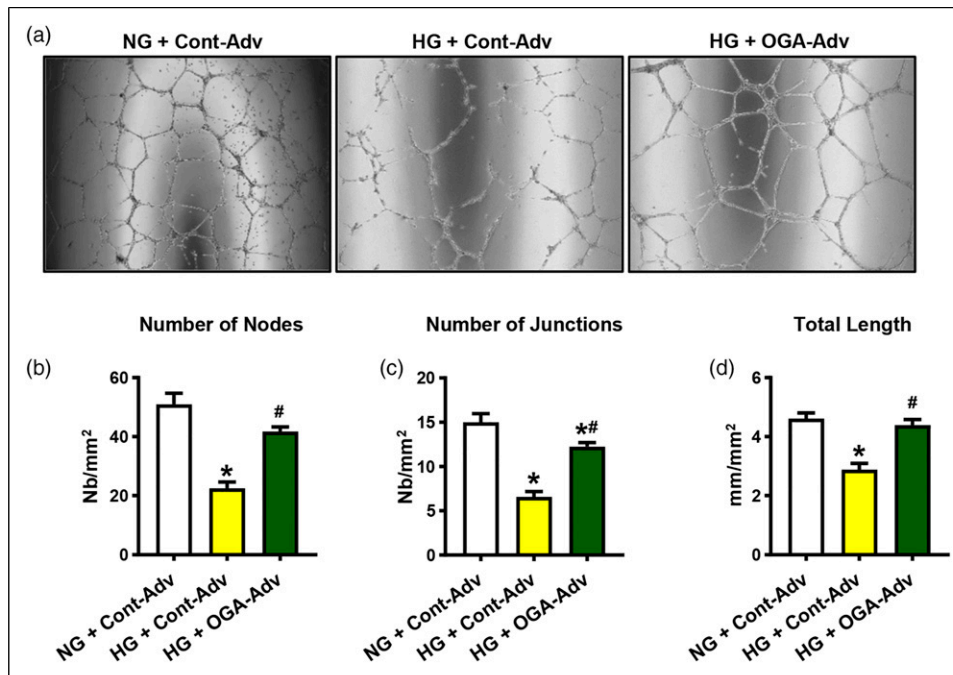 (a)
NG + Cont-Adv
HG + Cont-Adv
HG + OGA-Adv
Number of Nodes
Number of Junctions
Total Length
(b)
60
40
20
0
Nb/mm²
*
#
NG + Cont-Adv
HG + Cont-Adv
HG + OGA-Adv
(c)
20
15
10
5
0
Nb/mm²
*
*#
NG + Cont-Adv
HG + Cont-Adv
HG + OGA-Adv
(d)
6
4
2
0
mm/mm²
*
#
NG + Cont-Adv
HG + Cont-Adv
HG + OGA-Adv